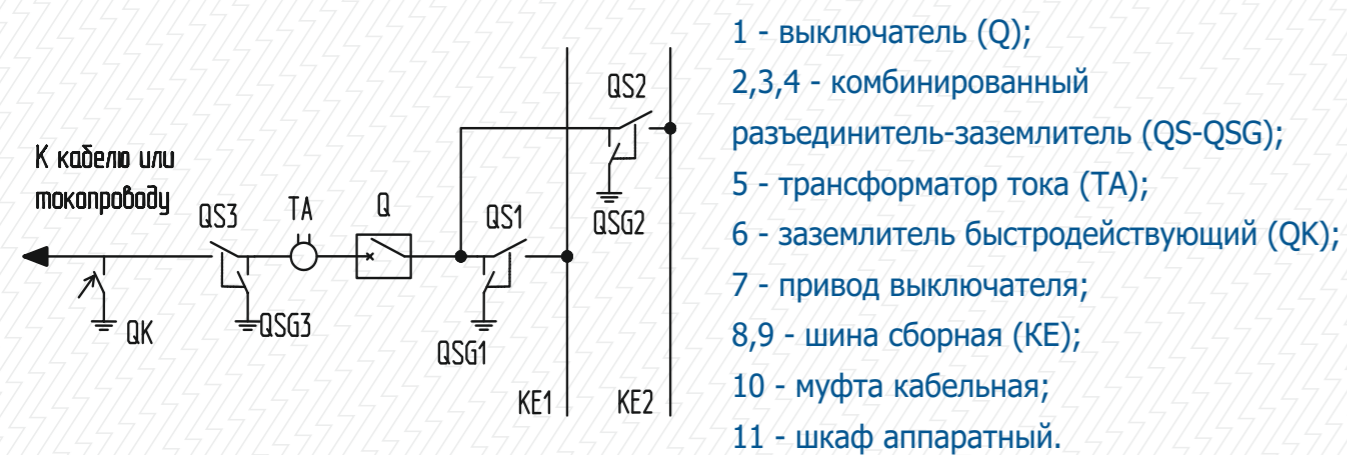 К кабелю или
токопроводу
QS3
TA
Q
QS1
QS2
QSG2
QK
QSG3
QSG1
KE1
KE2
1 - выключатель (Q);
2,3,4 - комбинированный
разъединитель-заземлитель (QS-QSG);
5 - трансформатор тока (TA);
6 - заземлитель быстродействующий (QK);
7 - привод выключателя;
8,9 - шина сборная (KE);
10 - муфта кабельная;
11 - шкаф аппаратный.